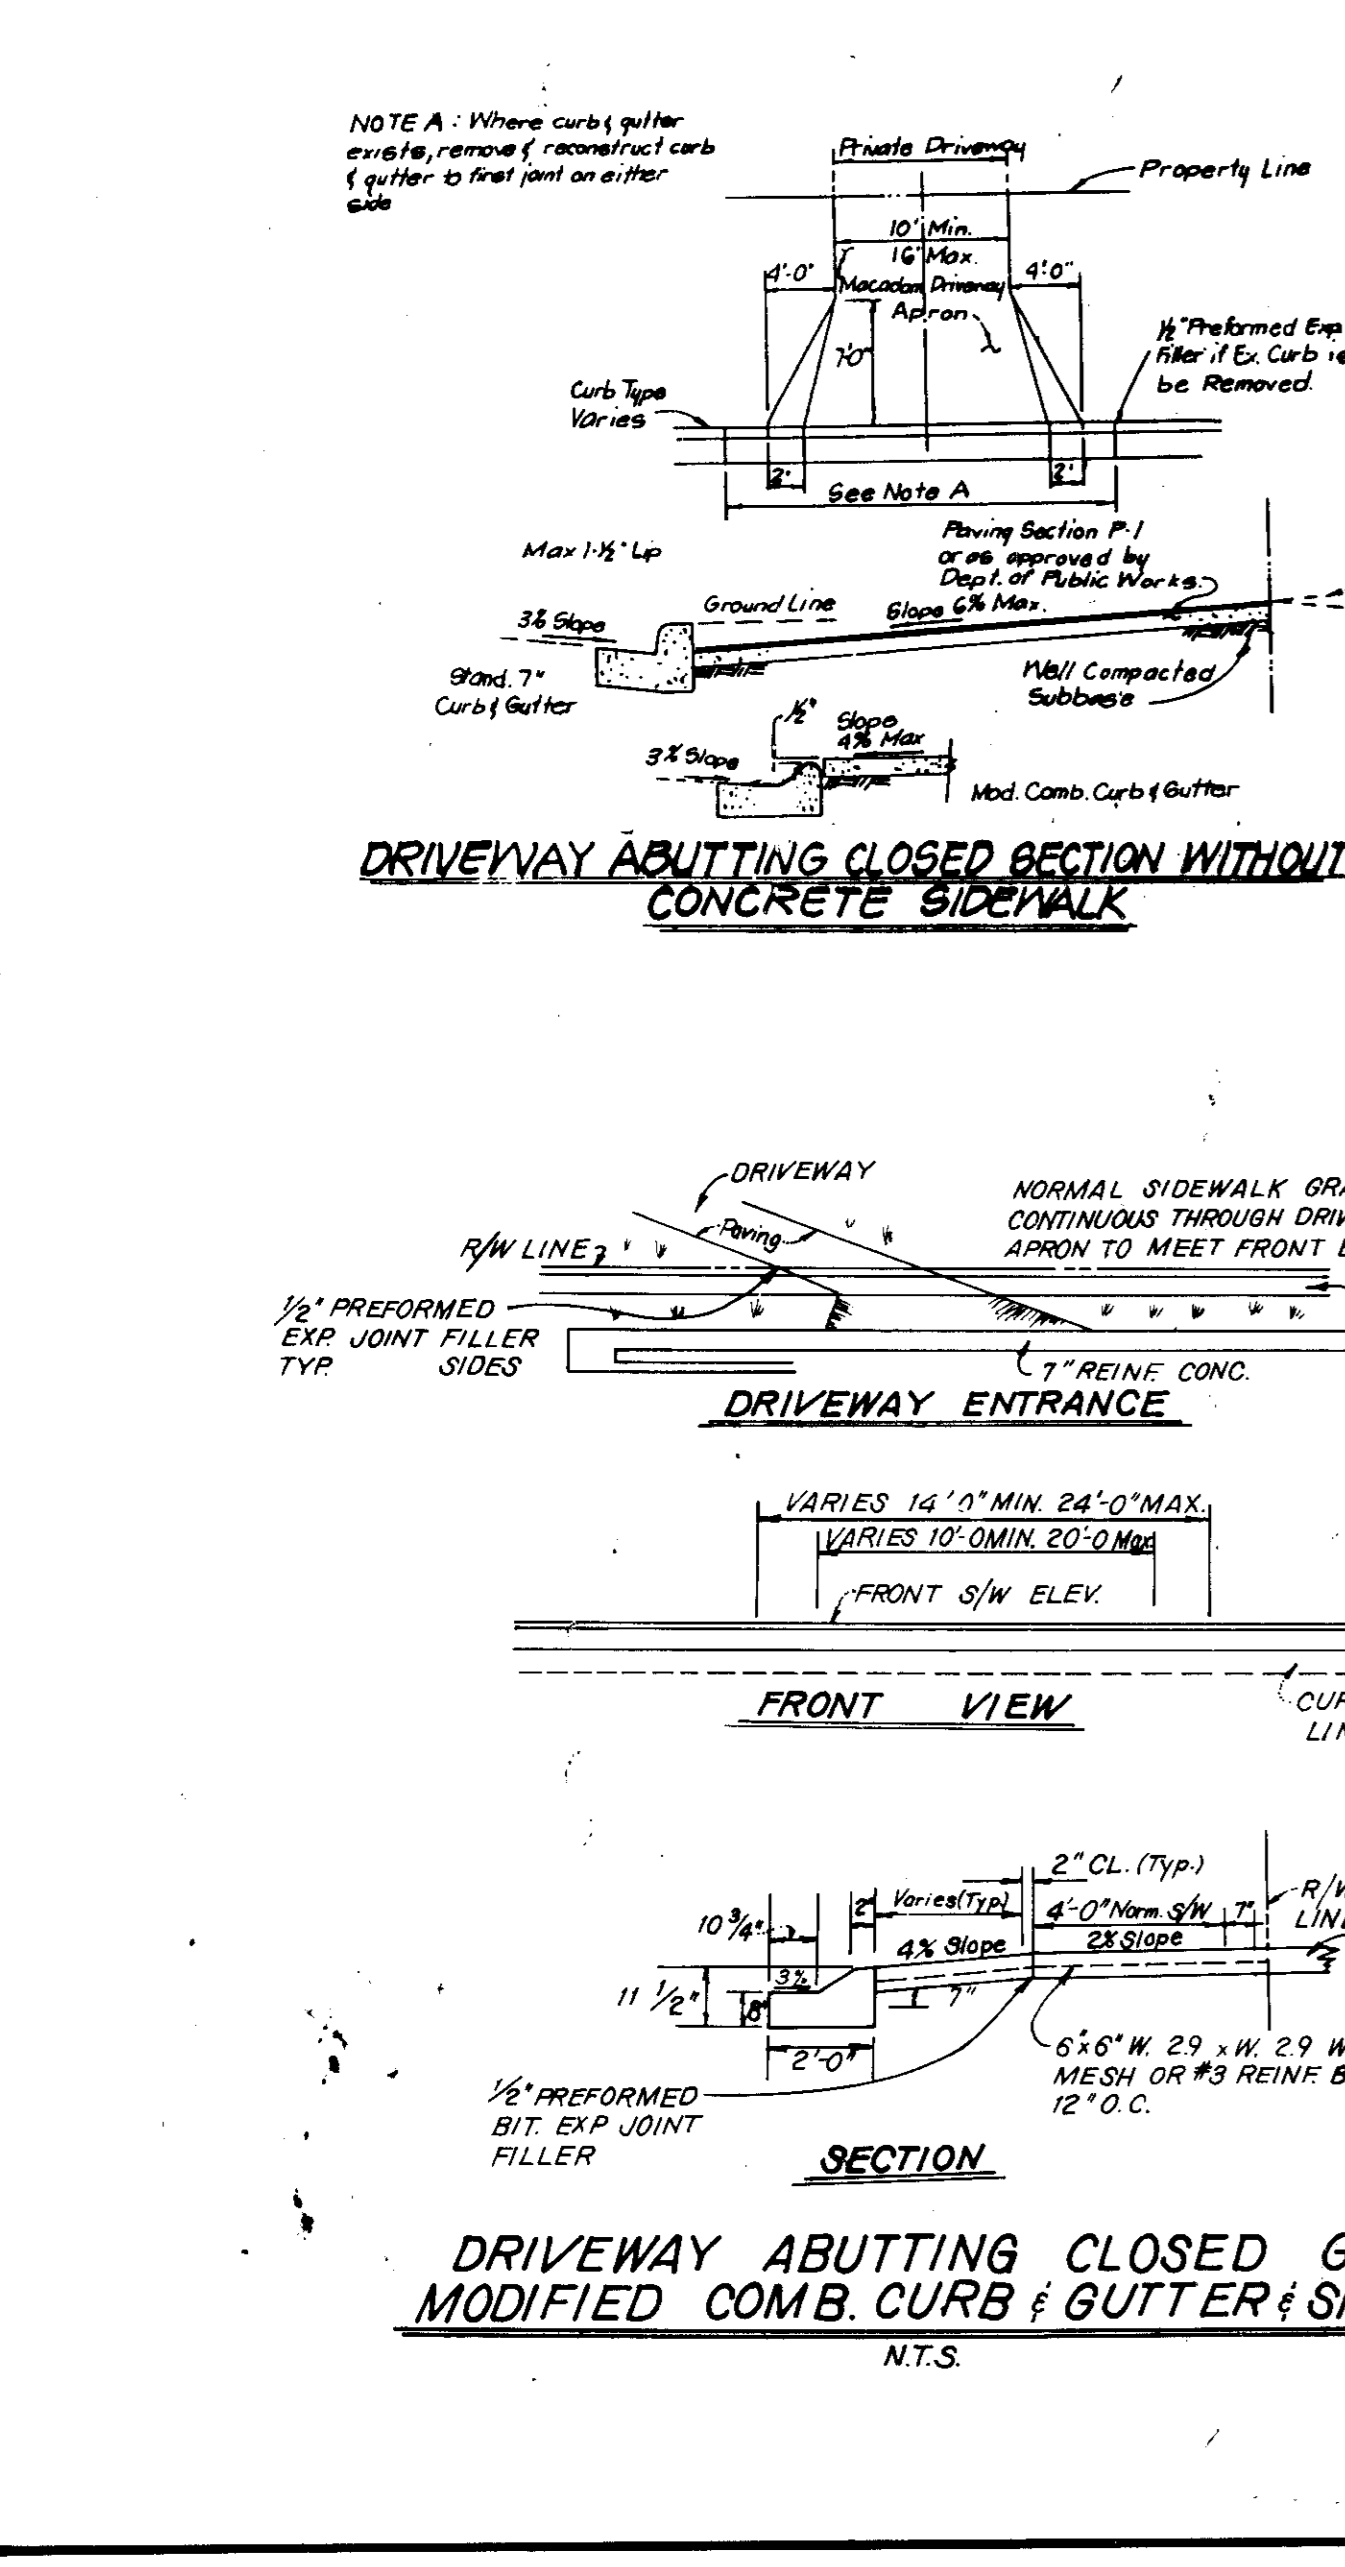 NOTE A : Where curb & gutter
exists, remove & reconstruct curb
& gutter to first joint on either
side
Private Driveway
Property Line
10' Min.
16' Max.
4'-0"
4'-0"
Macadam Driveway
Apron
7'-0"
½" Preformed Exp
Filler if Ex. Curb is
be Removed.
Curb Type
Varies
2'
2'
See Note A
Max 1-½" Lip
Paving Section P-1
or as approved by
Dept. of Public Works.
Ground Line
Slope 6% Max.
3% Slope
Stand. 7"
Curb & Gutter
Well Compacted
Subbase
½"
Slope
4% Max
3% Slope
Mod. Comb. Curb & Gutter
DRIVEWAY ABUTTING CLOSED SECTION WITHOUT
CONCRETE SIDEWALK
DRIVEWAY
NORMAL SIDEWALK GRA
CONTINUOUS THROUGH DRIV
APRON TO MEET FRONT
Paving
R/W LINE
1/2" PREFORMED
EXP. JOINT FILLER
TYP. SIDES
7" REINF. CONC.
DRIVEWAY ENTRANCE
VARIES 14'0" MIN. 24'-0" MAX.
VARIES 10'-0 MIN. 20'-0 Max.
FRONT S/W ELEV.
FRONT VIEW
CUR
LIN
2" CL. (Typ.)
R/W
LINE
10 3/4"
2"
Varies (Typ.)
4'-0" Norm. S/W
7"
4% Slope
2% Slope
3%
11 1/2"
8"
7"
2'-0"
6"x6" W. 2.9 x W. 2.9 W
MESH OR #3 REINF. B
12" O.C.
1/2" PREFORMED
BIT. EXP JOINT
FILLER
SECTION
DRIVEWAY ABUTTING CLOSED G
MODIFIED COMB. CURB & GUTTER & SI
N.T.S.